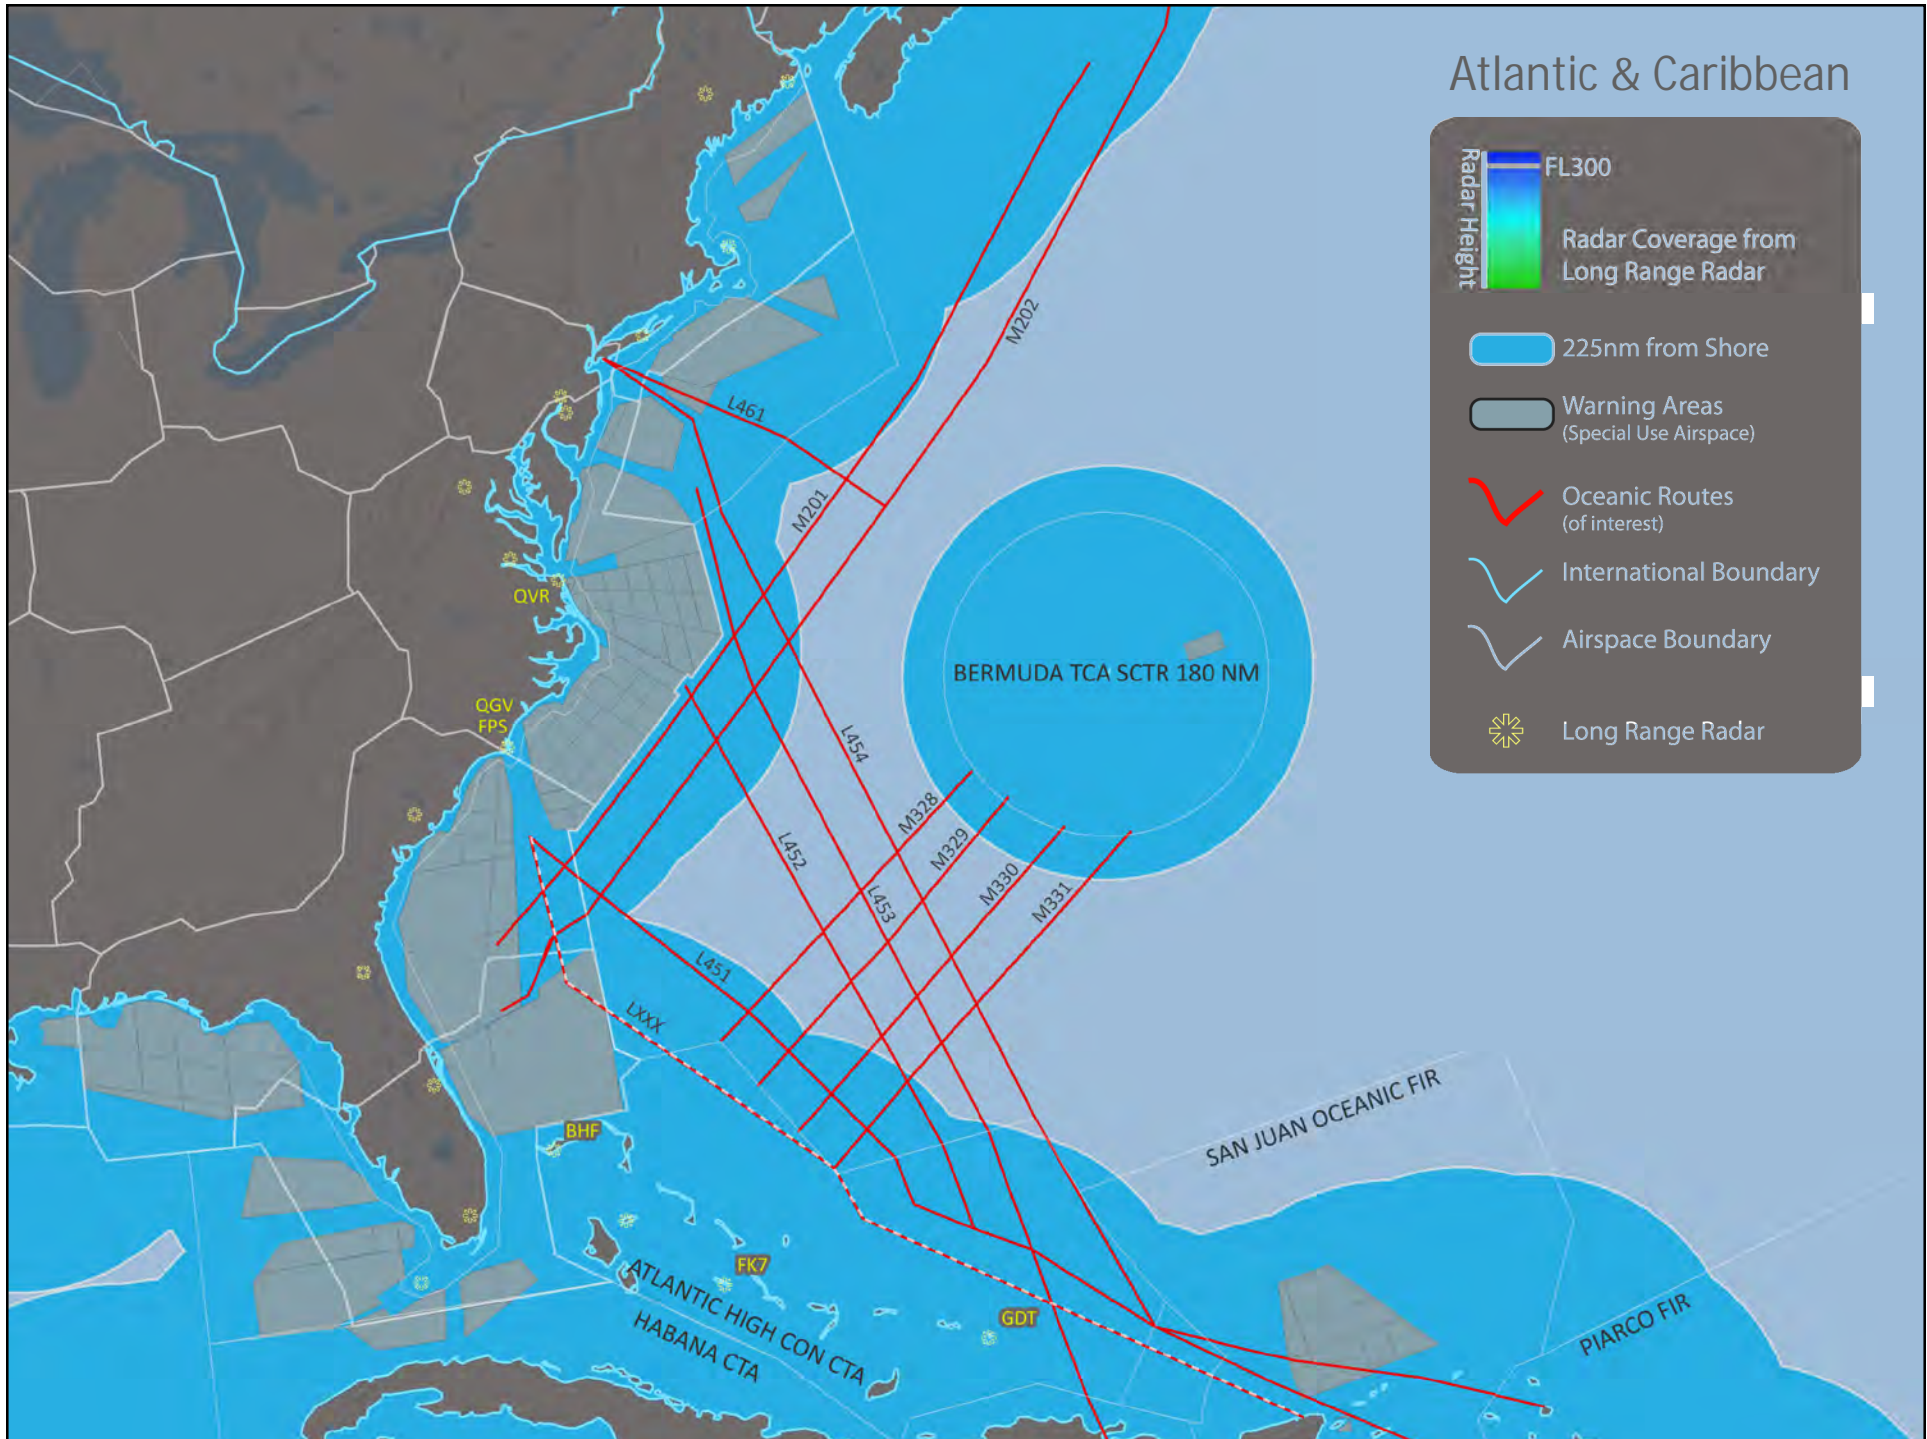 Atlantic & Caribbean
Radar Height
FL300
Radar Coverage from
Long Range Radar
225nm from Shore
Warning Areas
(Special Use Airspace)
Oceanic Routes
(of interest)
International Boundary
Airspace Boundary
Long Range Radar
M202
L461
M201
QVR
BERMUDA TCA SCTR 180 NM
QGV
FPS
L454
M328
M329
L452
M330
M331
L453
L451
LXXX
SAN JUAN OCEANIC FIR
BHF
FK7
ATLANTIC HIGH CON CTA
HABANA CTA
GDT
PIARCO FIR